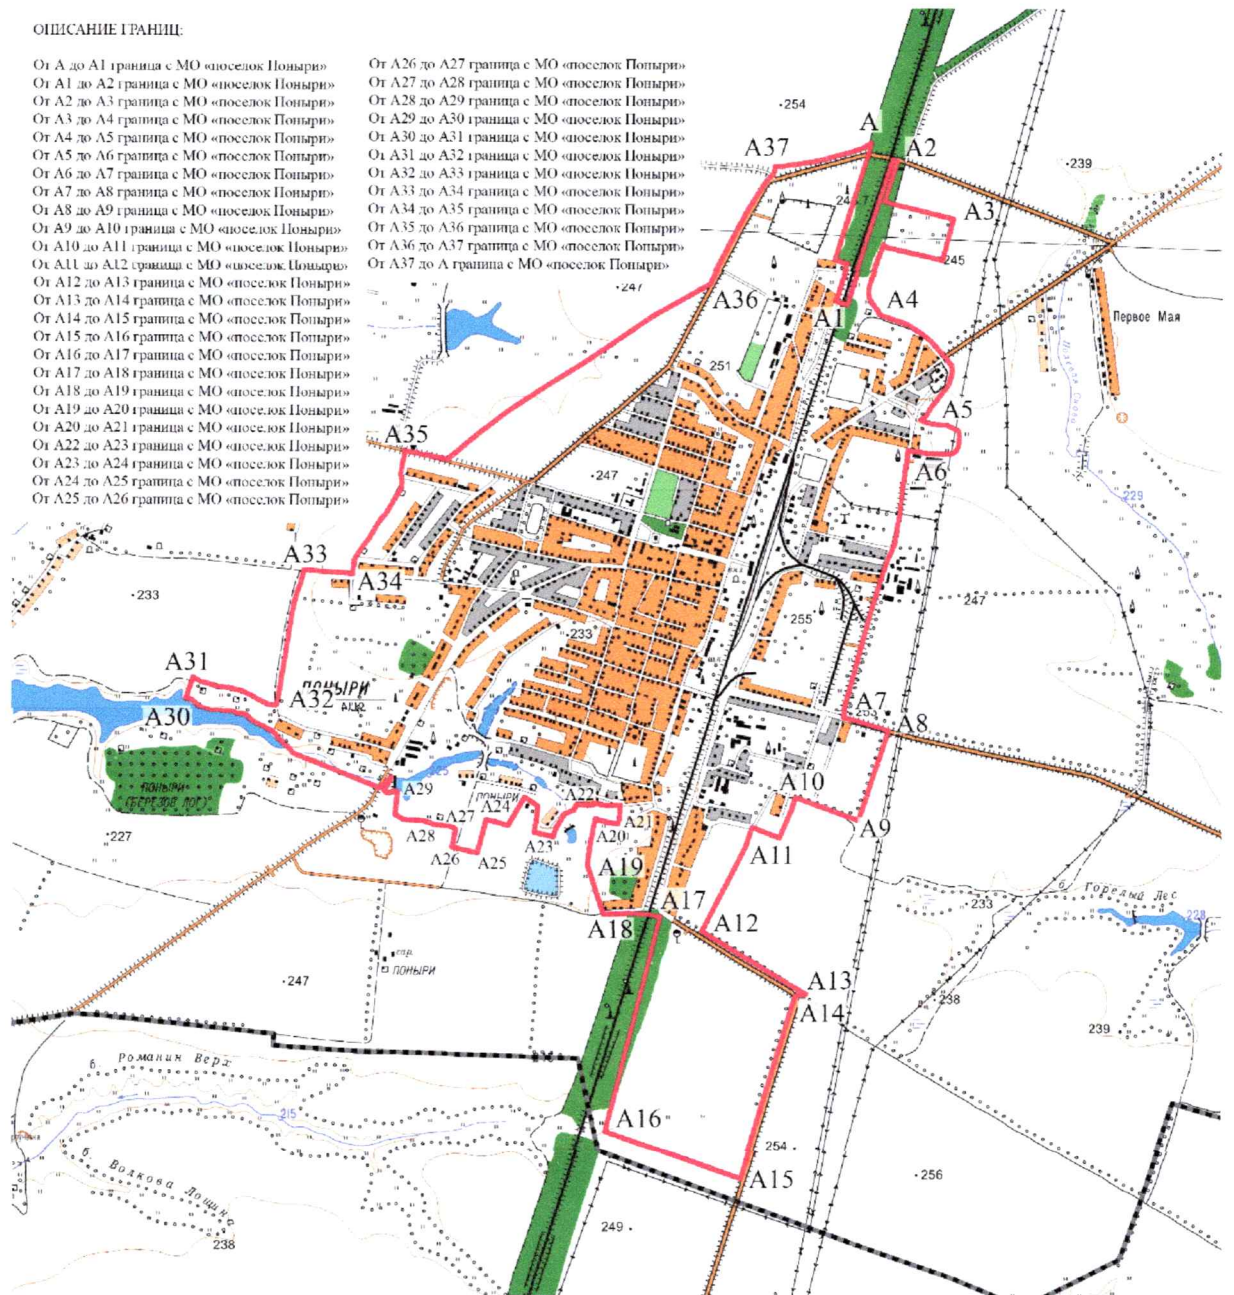 ОПИСАНИЕ ГРАНИЦ:
От А до А1 граница с МО «поселок Поныри»
От А1 до А2 граница с МО «поселок Поныри»
От А2 до А3 граница с МО «поселок Поныри»
От А3 до А4 граница с МО «поселок Поныри»
От А4 до А5 граница с МО «поселок Поныри»
От А5 до А6 граница с МО «поселок Поныри»
От А6 до А7 граница с МО «поселок Поныри»
От А7 до А8 граница с МО «поселок Поныри»
От А8 до А9 граница с МО «поселок Поныри»
От А9 до А10 граница с МО «поселок Поныри»
От А10 до А11 граница с МО «поселок Поныри»
От А11 до А12 граница с МО «поселок Поныри»
От А12 до А13 граница с МО «поселок Поныри»
От А13 до А14 граница с МО «поселок Поныри»
От А14 до А15 граница с МО «поселок Поныри»
От А15 до А16 граница с МО «поселок Поныри»
От А16 до А17 граница с МО «поселок Поныри»
От А17 до А18 граница с МО «поселок Поныри»
От А18 до А19 граница с МО «поселок Поныри»
От А19 до А20 граница с МО «поселок Поныри»
От А20 до А21 граница с МО «поселок Поныри»
От А22 до А23 граница с МО «поселок Поныри»
От А23 до А24 граница с МО «поселок Поныри»
От А24 до А25 граница с МО «поселок Поныри»
От А25 до А26 граница с МО «поселок Поныри»
От А26 до А27 граница с МО «поселок Поныри»
От А27 до А28 граница с МО «поселок Поныри»
От А28 до А29 граница с МО «поселок Поныри»
От А29 до А30 граница с МО «поселок Поныри»
От А30 до А31 граница с МО «поселок Поныри»
От А31 до А32 граница с МО «поселок Поныри»
От А32 до А33 граница с МО «поселок Поныри»
От А33 до А34 граница с МО «поселок Поныри»
От А34 до А35 граница с МО «поселок Поныри»
От А35 до А36 граница с МО «поселок Поныри»
От А36 до А37 граница с МО «поселок Поныри»
От А37 до А граница с МО «поселок Поныри»
254
А
А37
А2
239
А3
245
247
А36
А4
А1
Первое Мая
251
А5
А35
А6
247
229
А33
А34
233
247
255
233
А31
А32
ПОНЫРИ
А30
А7
А8
А10
А29
ПОНЫРИ
(БЕРЕЗОВ ЛОГ)
ПОНЫРИ
А22
А27
А24
А21
А20
А28
А23
А9
227
А26
А25
А11
А19
А17
б. Горелый Лес
233
228
А18
А12
сар.
ПОНЫРИ
247
А13
А14
238
239
б. Романин Верх
215
А16
254
А15
256
б. Волкова Лощина
238
249